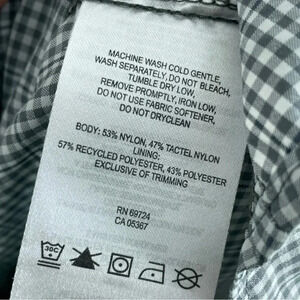 MACHINE WASH COLD GENTLE,
WASH SEPARATELY, DO NOT BLEACH,
TUMBLE DRY LOW,
REMOVE PROMPTLY, IRON LOW,
DO NOT USE FABRIC SOFTENER,
DO NOT DRYCLEAN
BODY: 53% NYLON, 47% TACTEL NYLON
LINING:
57% RECYCLED POLYESTER, 43% POLYESTER
EXCLUSIVE OF TRIMMING
RN 69724
CA 05367
30C